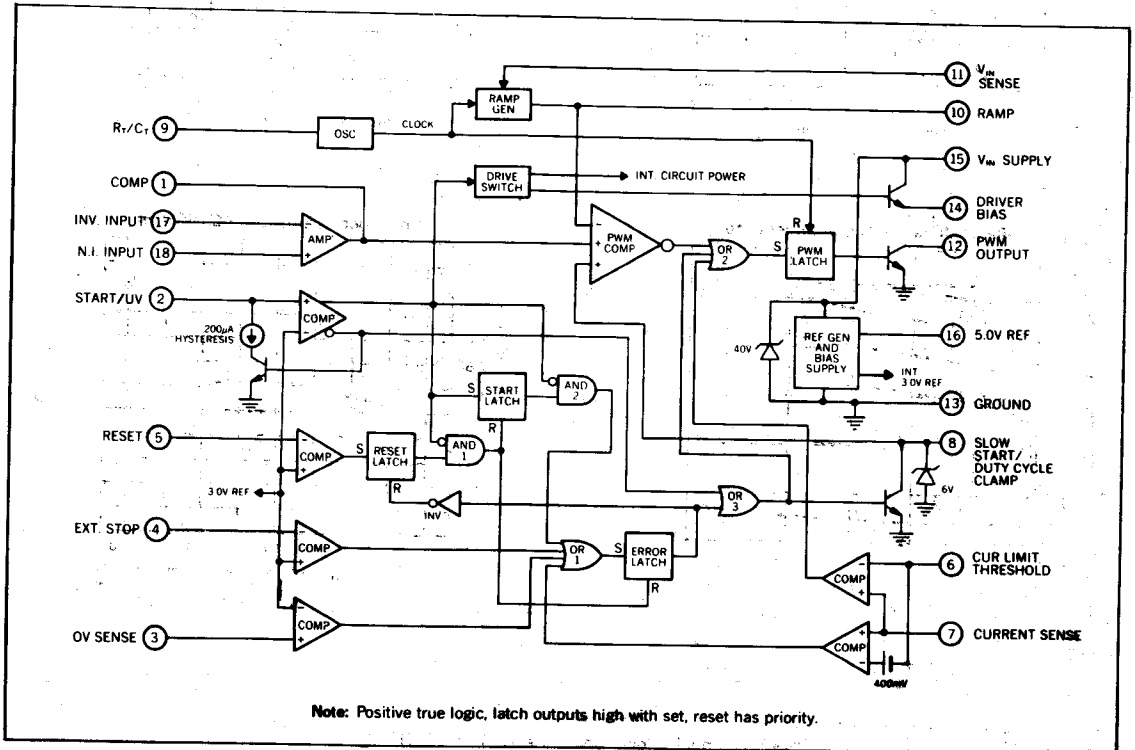 11
V_IN SENSE
RAMP GEN
10
RAMP
R_T/C_T
9
OSC
CLOCK
15
V_IN SUPPLY
COMP
1
DRIVE SWITCH
INT. CIRCUIT POWER
14
DRIVER BIAS
INV. INPUT
17
-
+
AMP
N.I. INPUT
18
-
+
+
PWM COMP
OR 2
S
R
PWM LATCH
12
PWM OUTPUT
START/UV
2
+
-
COMP
200μA HYSTERESIS
40V
REF GEN AND BIAS SUPPLY
16
5.0V REF
INT 3.0V REF
13
GROUND
S
START LATCH
R
AND 2
RESET
5
-
+
COMP
S
RESET LATCH
R
AND 1
8
SLOW START/ DUTY CYCLE CLAMP
6V
3.0V REF
INV
OR 3
EXT. STOP
4
-
+
COMP
OR 1
S
ERROR LATCH
R
COMP
-
+
6
CUR LIMIT THRESHOLD
OV SENSE
3
-
+
COMP
COMP
+
-
7
CURRENT SENSE
400mV
Note: Positive true logic, latch outputs high with set, reset has priority.